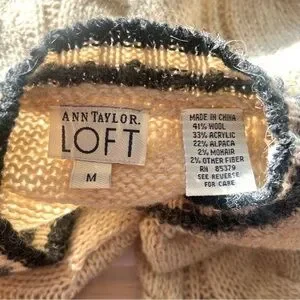 ANN TAYLOR.
LOFT
M
MADE IN CHINA
41% WOOL
33% ACRYLIC
22% ALPACA
2% MOHAIR
2% OTHER FIBER
RN 85379
SEE REVERSE
FOR CARE